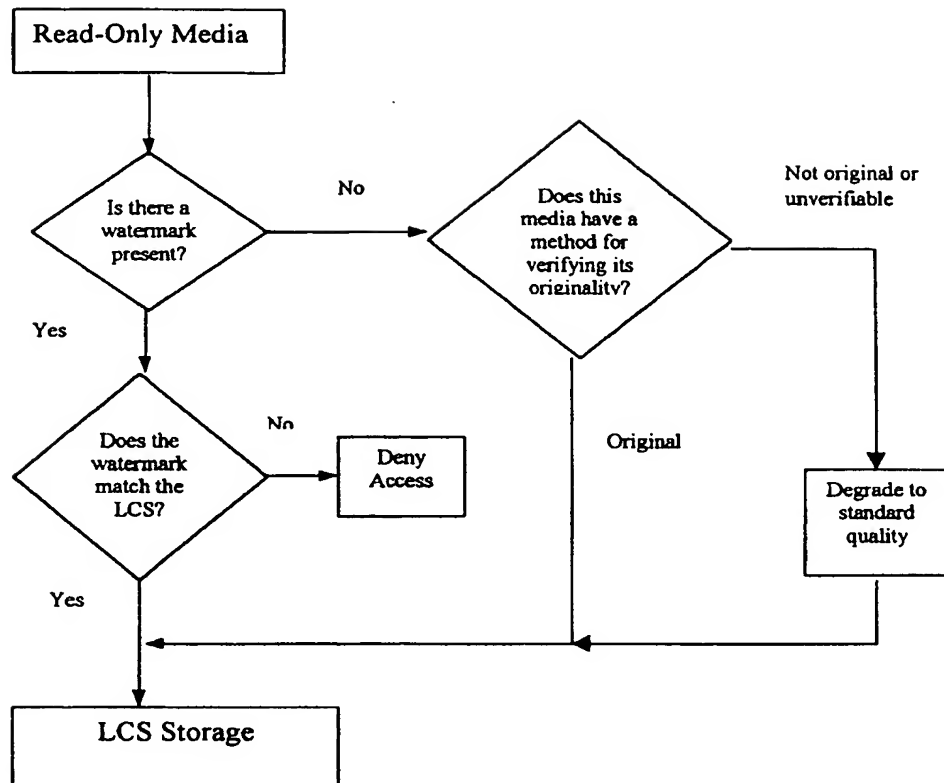 Read-Only Media
Is there a
watermark
present?
No
Does this
media have a
method for
verifying its
originality?
Not original or
unverifiable
Yes
Does the
watermark
match the
LCS?
No
Deny
Access
Original
Degrade to
standard
quality
Yes
LCS Storage